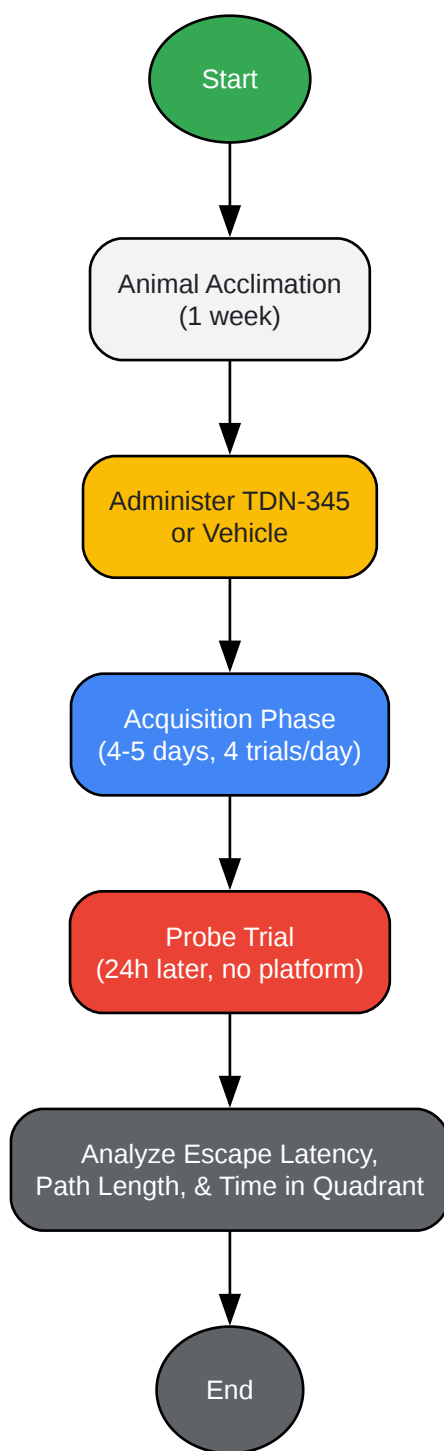 Start
Animal Acclimation
(1 week)
Administer TDN-345
or Vehicle
Acquisition Phase
(4-5 days, 4 trials/day)
Probe Trial
(24h later, no platform)
Analyze Escape Latency,
Path Length, & Time in Quadrant
End